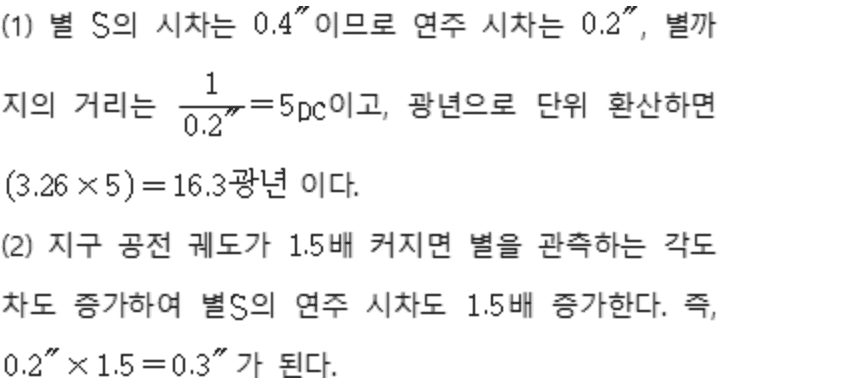 (1) 별 S의 시차는 0.4″이므로 연주 시차는 0.2″, 별까
지의 거리는 1/0.2″=5pc이고, 광년으로 단위 환산하면
(3.26×5)=16.3광년 이다.
(2) 지구 공전 궤도가 1.5배 커지면 별을 관측하는 각도
차도 증가하여 별S의 연주 시차도 1.5배 증가한다. 즉,
0.2″×1.5=0.3″가 된다.